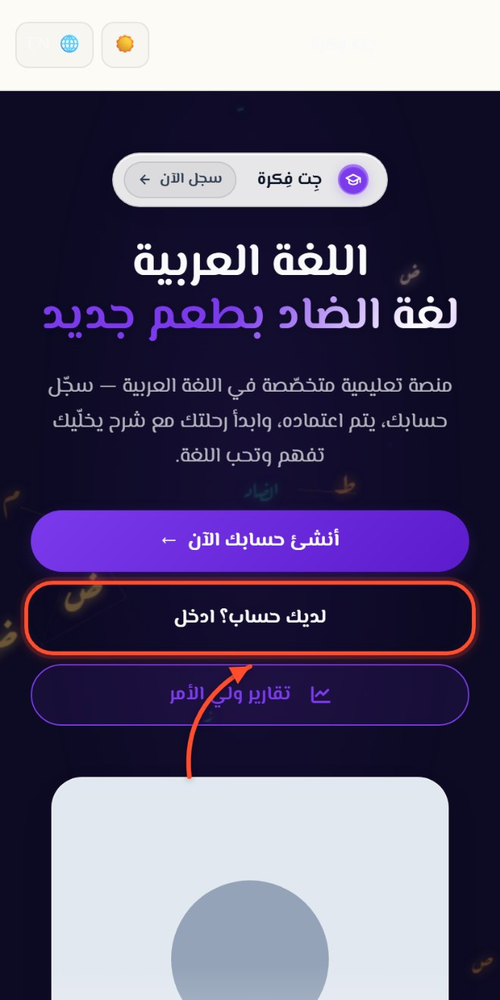 EN
جِت فِكرة
سجل الآن ←
اللغة العربية
لغة الضاد بطعم جديد
منصة تعليمية متخصّصة في اللغة العربية — سجّل
حسابك، يتم اعتماده، وابدأ رحلتك مع شرح يخلّيك
تفهم وتحب اللغة.
ض
الضاد
ط
م
أنشئ حسابك الآن ←
ض
ض
لديك حساب؟ ادخل
تقارير ولي الأمر
ص